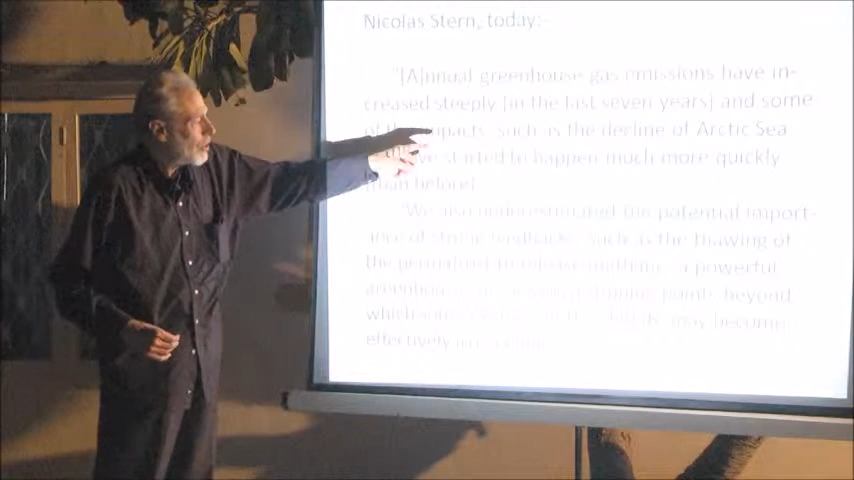 Nicolas Stern, today:-
"[A]nnual greenhouse gas emissions have in-
creased steeply [in the last seven years] and some
of the impacts, such as the decline of Arctic Sea
have started to happen much more quickly
than before!
We also underestimated the potential import-
ance of strong feedbacks, such as the thawing of
the permafrost to release methane, a powerful
greenhouse points beyond
which some may become
effectively